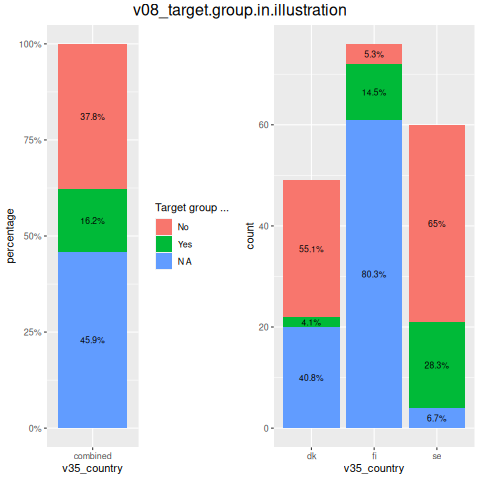 v08_target.group.in.illustration
100%
75%
50%
25%
0%
percentage
37.8%
16.2%
45.9%
combined
v35_country
Target group ...
No
Yes
NA
60
40
20
0
count
55.1%
4.1%
40.8%
5.3%
14.5%
80.3%
65%
28.3%
6.7%
dk fi se
v35_country